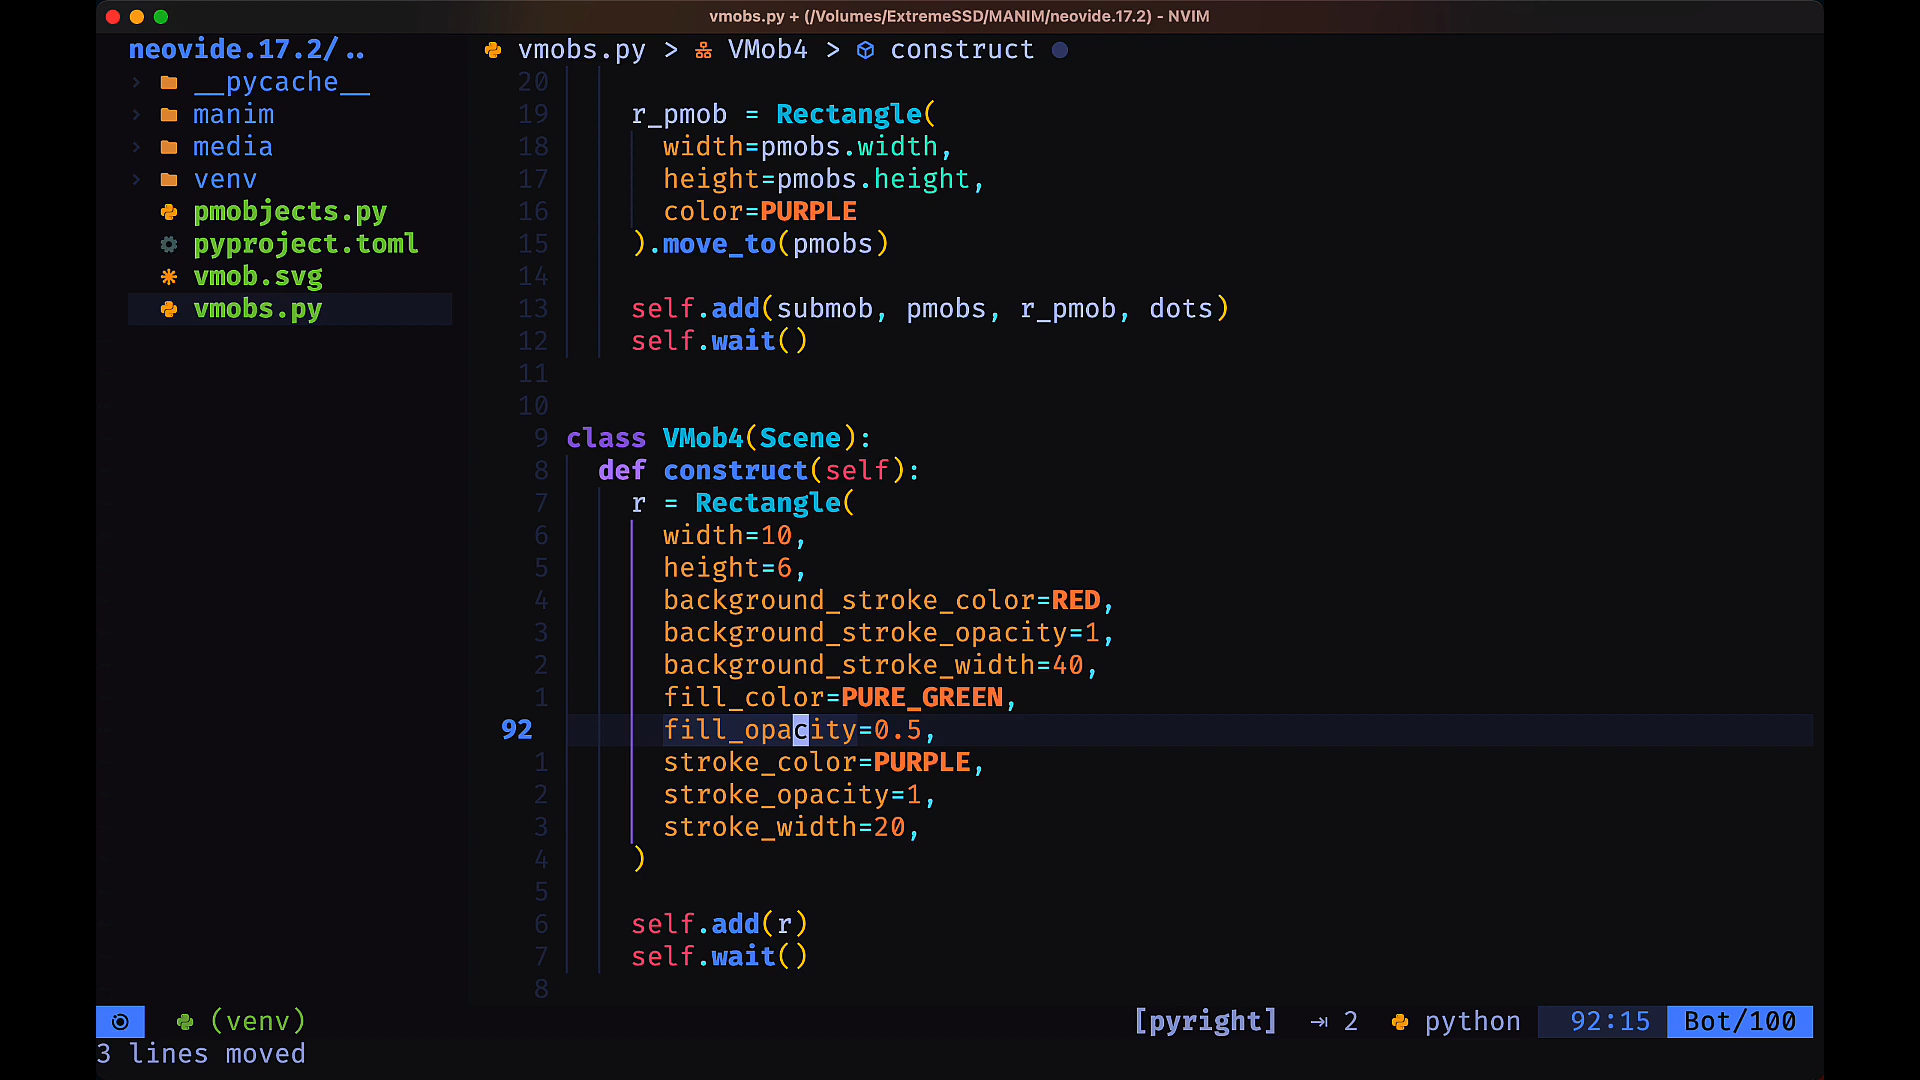 vmobs.py + (/Volumes/ExtremeSSD/MANIM/neovide.17.2) - NVIM
neovide.17.2/..
__pycache__
manim
media
venv
pmobjects.py
pyproject.toml
vmob.svg
vmobs.py
vmobs.py > VMob4 > construct
20
19 r_pmob = Rectangle(
18 width=pmobs.width,
17 height=pmobs.height,
16 color=PURPLE
15 ).move_to(pmobs)
14
13 self.add(submob, pmobs, r_pmob, dots)
12 self.wait()
11
10
9 class VMob4(Scene):
8 def construct(self):
7 r = Rectangle(
6 width=10,
5 height=6,
4 background_stroke_color=RED,
3 background_stroke_opacity=1,
2 background_stroke_width=40,
1 fill_color=PURE_GREEN,
92 fill_opacity=0.5,
1 stroke_color=PURPLE,
2 stroke_opacity=1,
3 stroke_width=20,
4 )
5
6 self.add(r)
7 self.wait()
8
(venv) [pyright] 2 python 92:15 Bot/100
3 lines moved